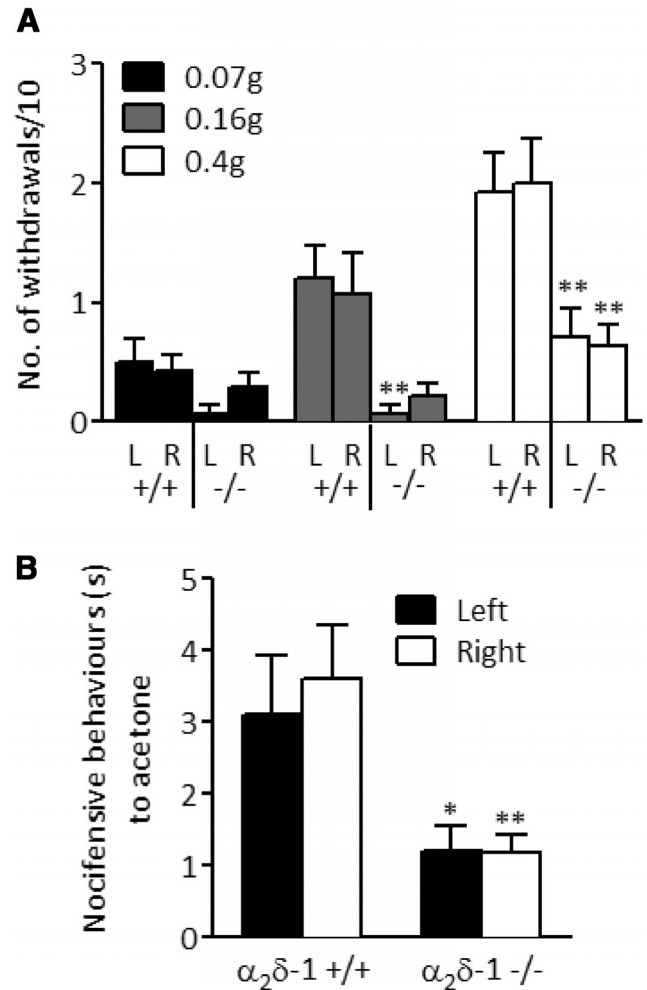 A
No. of withdrawals/10
3
2
1
0
0.07g
0.16g
0.4g
**
**
**
L R L R L R L R L R L R
+/+ -/- +/+ -/- +/+ -/-
B
Nocifensive behaviours (s)
to acetone
5
4
3
2
1
0
Left
Right
*
**
α₂δ-1 +/+ α₂δ-1 -/-